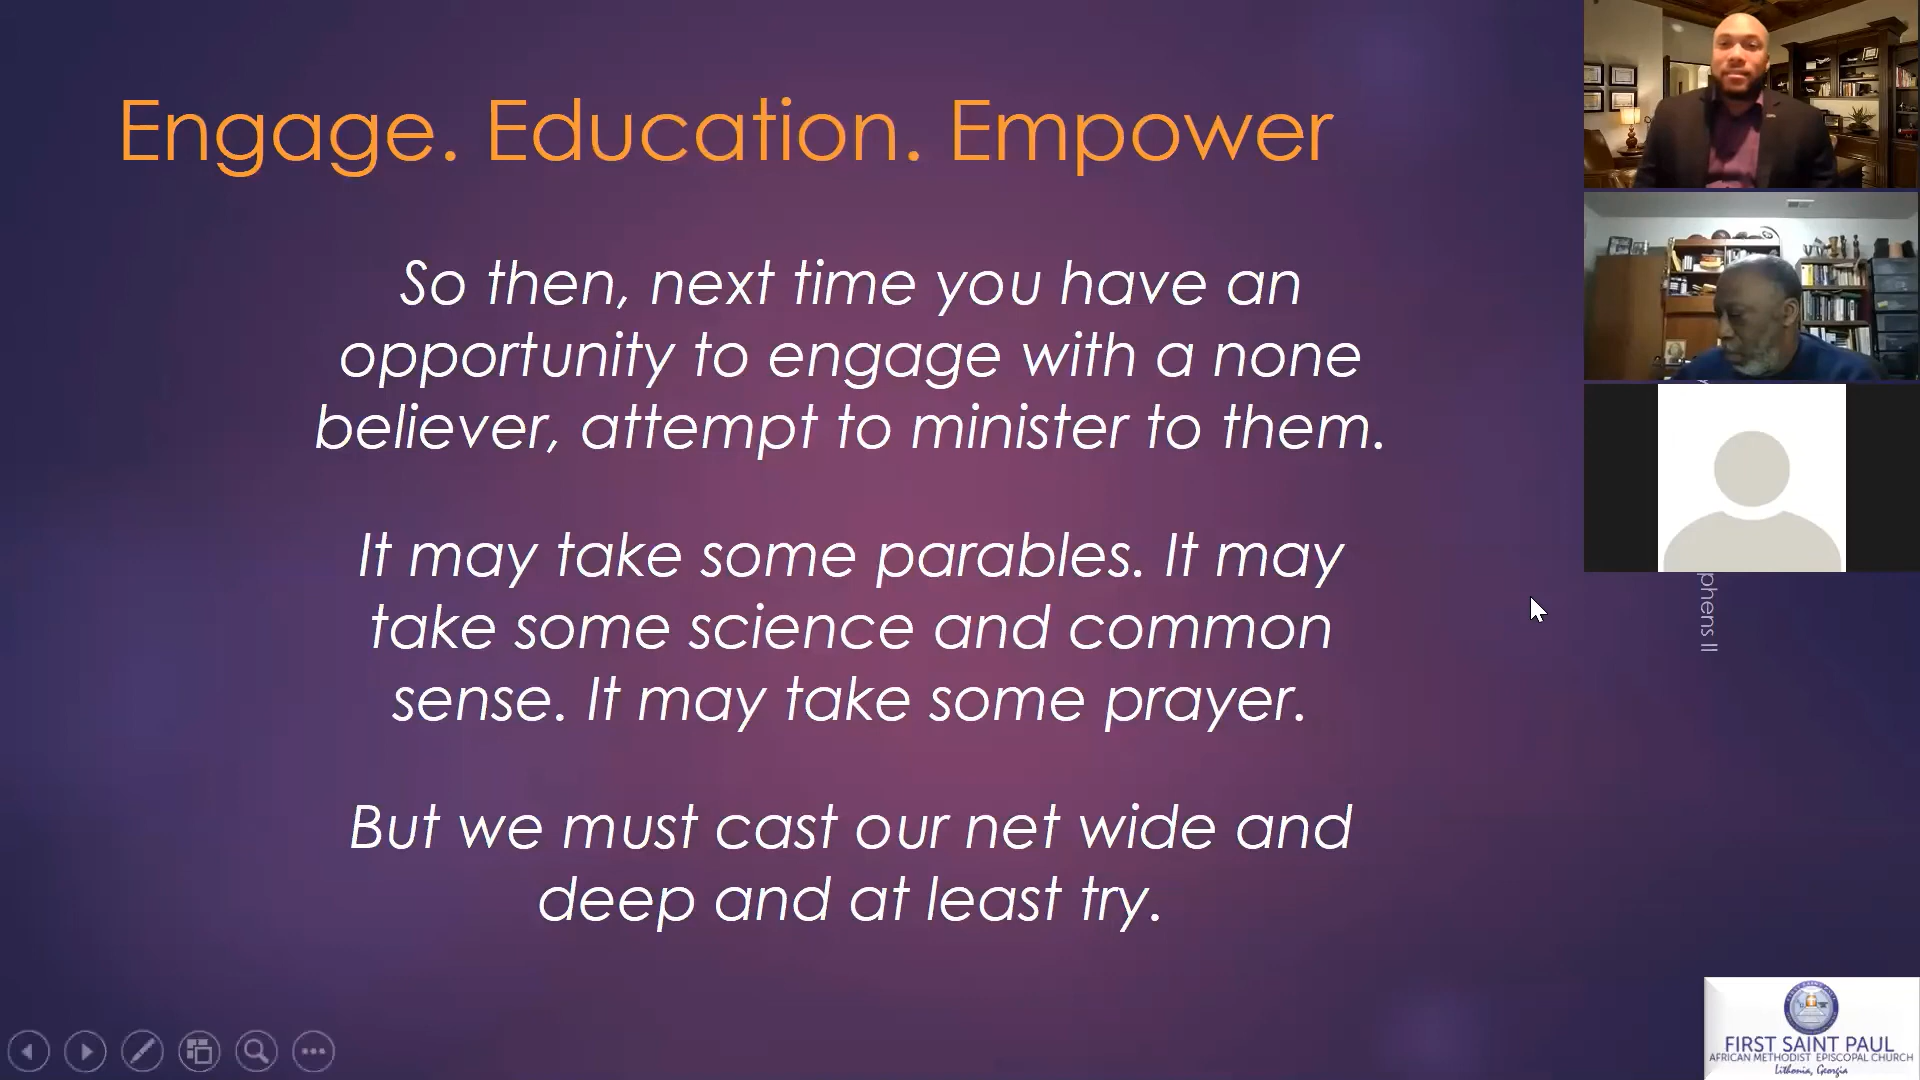 Engage. Education. Empower
So then, next time you have an
opportunity to engage with a none
believer, attempt to minister to them.
It may take some parables. It may
take some science and common
sense. It may take some prayer.
But we must cast our net wide and
deep and at least try.
phens II
FIRST SAINT PAUL
AFRICAN METHODIST EPISCOPAL CHURCH
Lithonia, Georgia